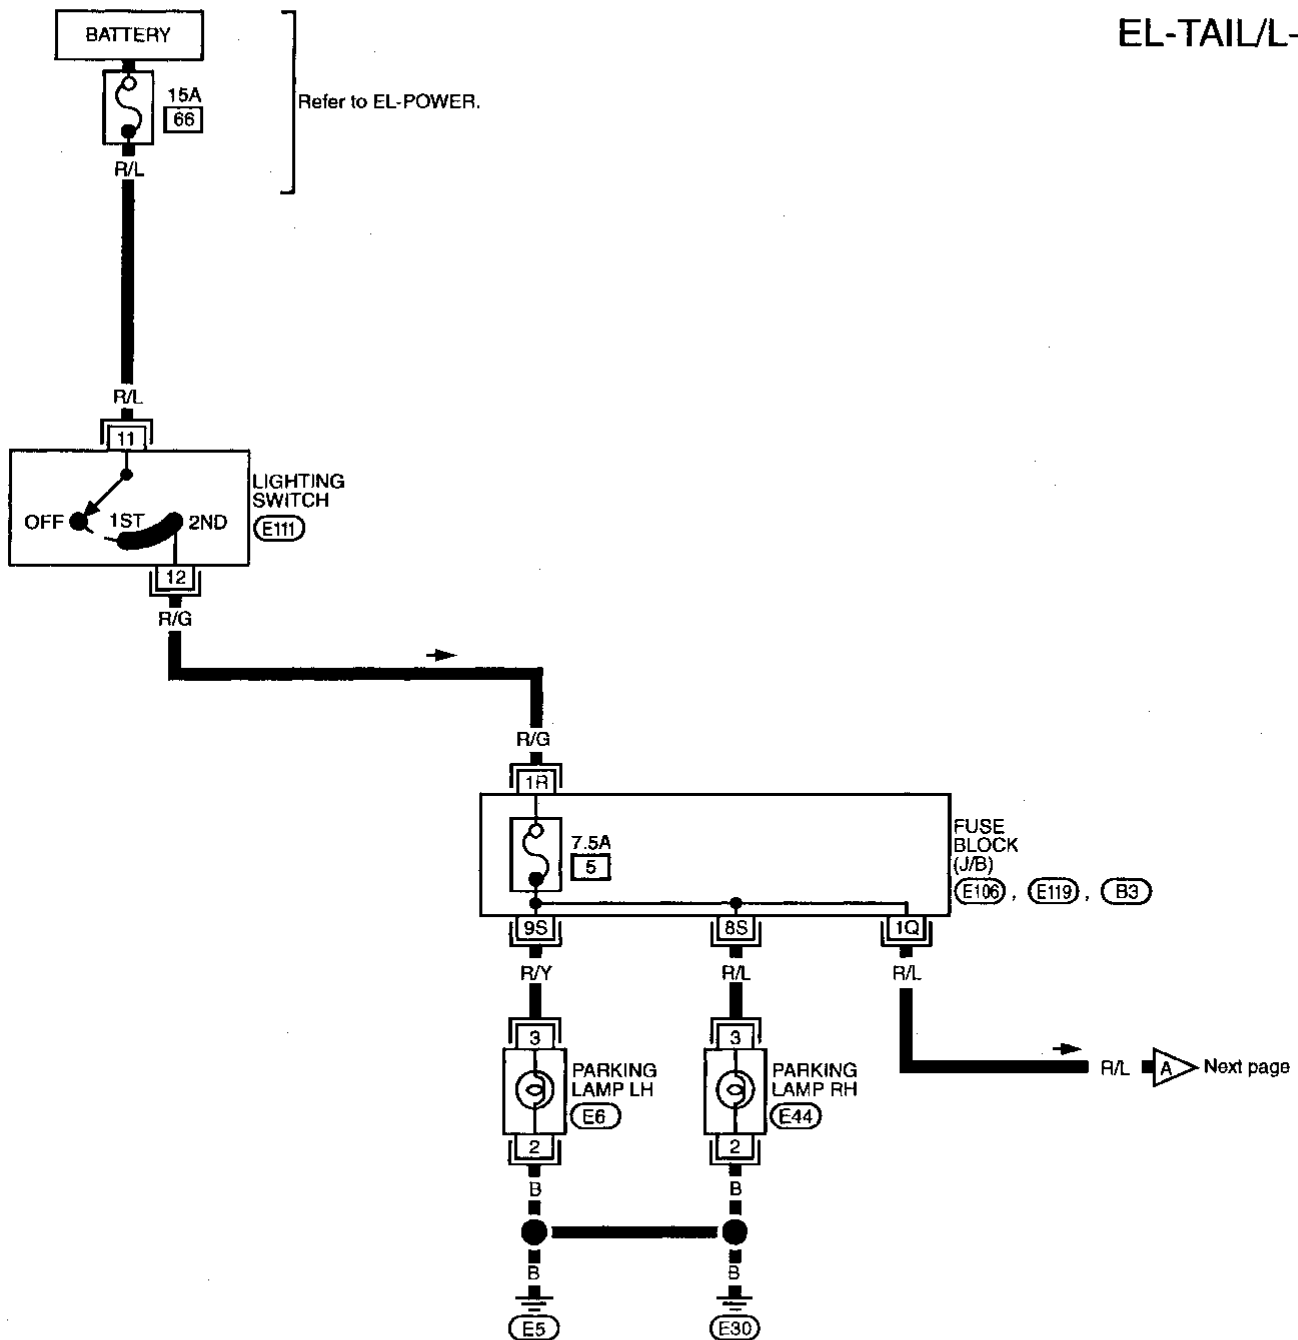 EL-TAIL/L-
BATTERY
15A
66
Refer to EL-POWER.
R/L
R/L
11
LIGHTING
SWITCH
E111
OFF 1ST 2ND
12
R/G
R/G
1R
7.5A
5
FUSE
BLOCK
(J/B)
E106 , E119 , B3
9S 8S 1Q
R/Y R/L R/L
3 3
PARKING
LAMP LH
E6
PARKING
LAMP RH
E44
R/L A Next page
2 2
B B
B B
E5 E30